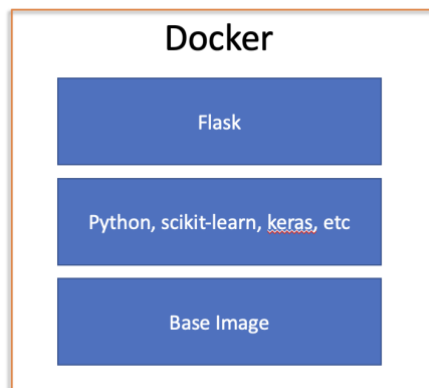 Docker
Flask
Python, scikit-learn, keras, etc
Base Image